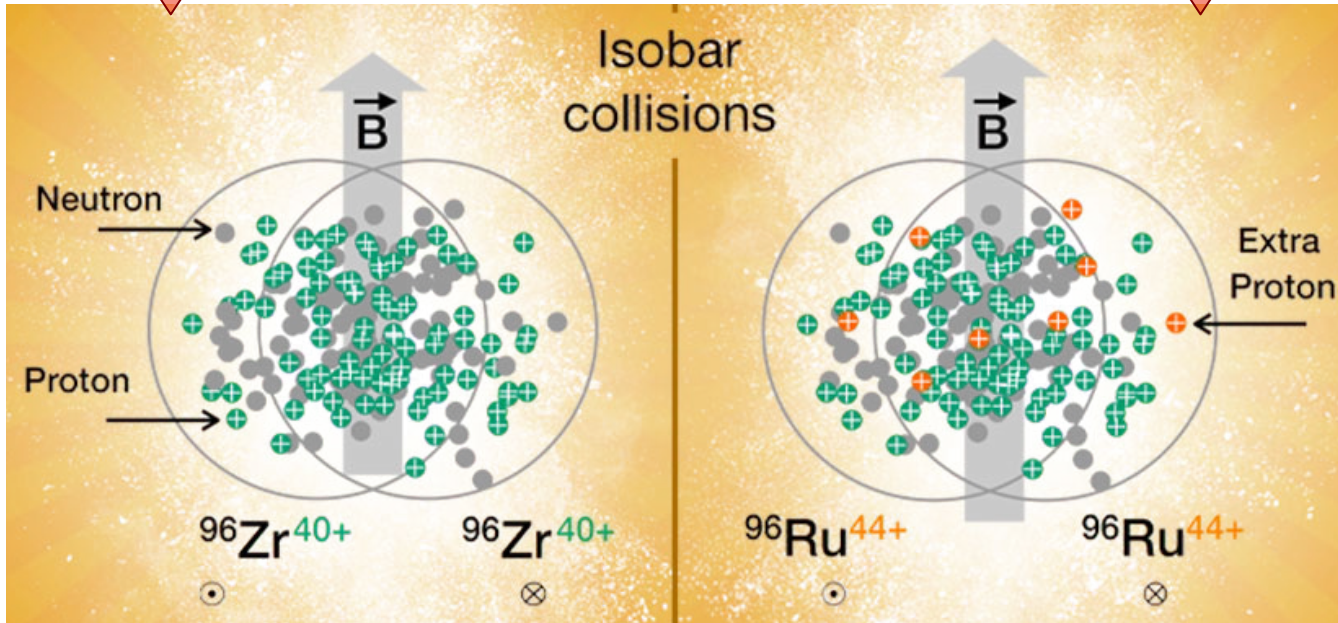 Isobar
collisions
B
Neutron
Proton
⁹⁶Zr⁴⁰⁺
⁹⁶Zr⁴⁰⁺
B
Extra
Proton
⁹⁶Ru⁴⁴⁺
⁹⁶Ru⁴⁴⁺